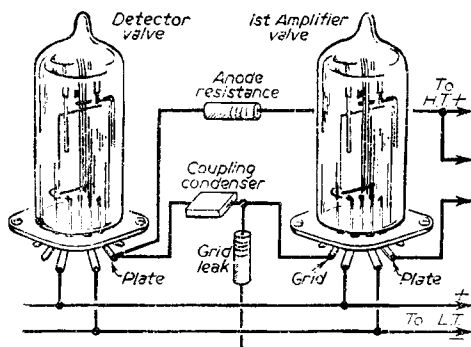 Detector
valve
1st Amplifier
valve
Anode
resistance
To
H.T.+
Coupling
condenser
Grid
leak
Plate
Grid
Plate
+
To L.T.
–